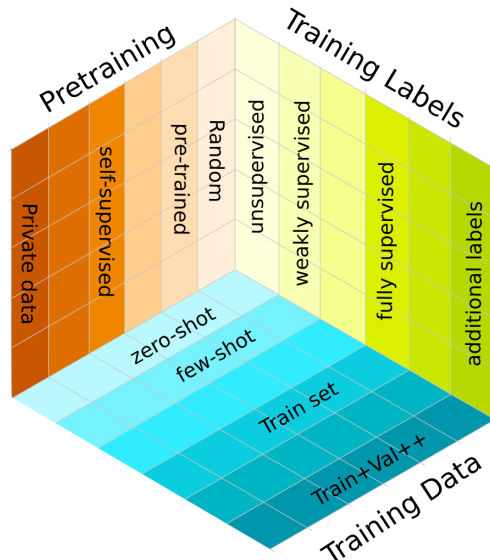 Pretraining
Training Labels
Private data
self-supervised
pre-trained
Random
unsupervised
weakly supervised
fully supervised
additional labels
zero-shot
few-shot
Train set
Train+Val++
Training Data